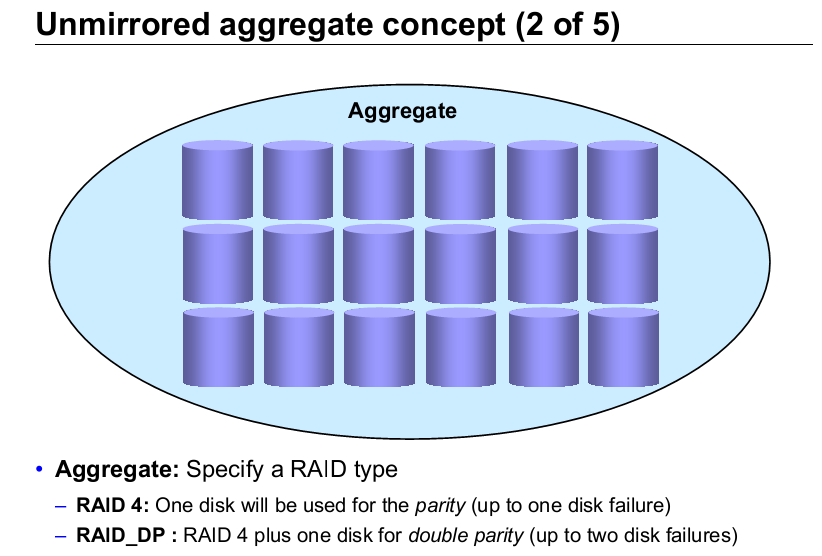 Unmirrored aggregate concept (2 of 5)
Aggregate
• Aggregate: Specify a RAID type
– RAID 4: One disk will be used for the parity (up to one disk failure)
– RAID_DP : RAID 4 plus one disk for double parity (up to two disk failures)